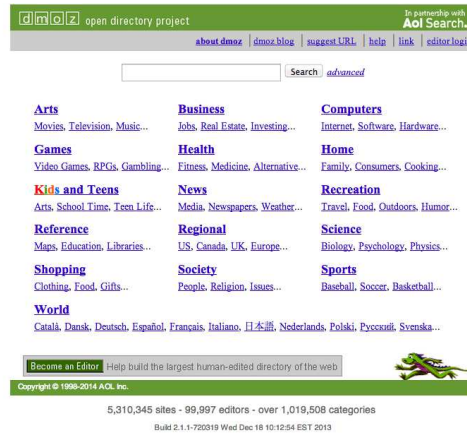 dmoz open directory project
In partnership with
Aol Search.
about dmoz | dmoz blog | suggest URL | help | link | editor logi
Search advanced
Arts Business Computers
Movies, Television, Music... Jobs, Real Estate, Investing... Internet, Software, Hardware...
Games Health Home
Video Games, RPGs, Gambling... Fitness, Medicine, Alternative... Family, Consumers, Cooking...
Kids and Teens News Recreation
Arts, School Time, Teen Life... Media, Newspapers, Weather... Travel, Food, Outdoors, Humor...
Reference Regional Science
Maps, Education, Libraries... US, Canada, UK, Europe... Biology, Psychology, Physics...
Shopping Society Sports
Clothing, Food, Gifts... People, Religion, Issues... Baseball, Soccer, Basketball...
World
Català, Dansk, Deutsch, Español, Français, Italiano, 日本語, Nederlands, Polski, Русский, Svenska...
Become an Editor Help build the largest human-edited directory of the web
Copyright © 1998-2014 AOL Inc.
5,310,345 sites - 99,997 editors - over 1,019,508 categories
Build 2.1.1-720319 Wed Dec 18 10:12:54 EST 2013